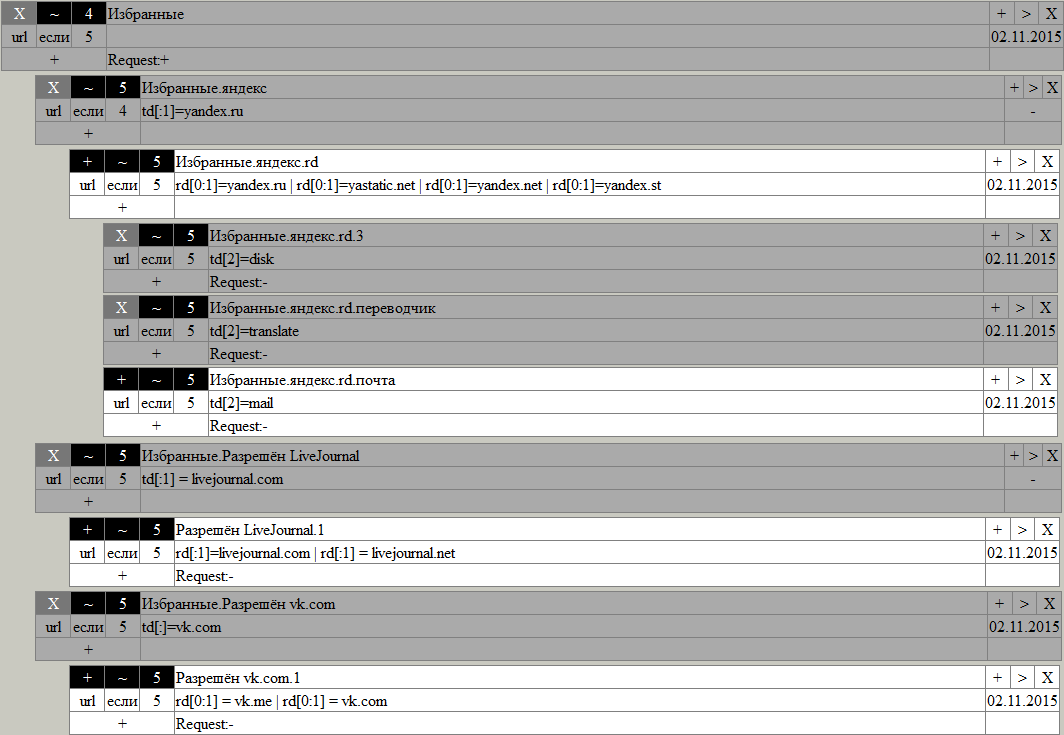 X ~ 4 Избранные + > X
url если 5 02.11.2015
+ Request:+
X ~ 5 Избранные.яндекс + > X
url если 4 td[:1]=yandex.ru -
+
+ ~ 5 Избранные.яндекс.rd + > X
url если 5 rd[0:1]=yandex.ru | rd[0:1]=yastatic.net | rd[0:1]=yandex.net | rd[0:1]=yandex.st 02.11.2015
+
X ~ 5 Избранные.яндекс.rd.3 + > X
url если 5 td[2]=disk 02.11.2015
+ Request:-
X ~ 5 Избранные.яндекс.rd.переводчик + > X
url если 5 td[2]=translate 02.11.2015
+ Request:-
+ ~ 5 Избранные.яндекс.rd.почта + > X
url если 5 td[2]=mail 02.11.2015
+ Request:-
X ~ 5 Избранные.Разрешён LiveJournal + > X
url если 5 td[:1] = livejournal.com -
+
+ ~ 5 Разрешён LiveJournal.1 + > X
url если 5 rd[:1]=livejournal.com | rd[:1] = livejournal.net 02.11.2015
+ Request:-
X ~ 5 Избранные.Разрешён vk.com + > X
url если 5 td[:]=vk.com 02.11.2015
+
+ ~ 5 Разрешён vk.com.1 + > X
url если 5 rd[0:1] = vk.me | rd[0:1] = vk.com 02.11.2015
+ Request:-